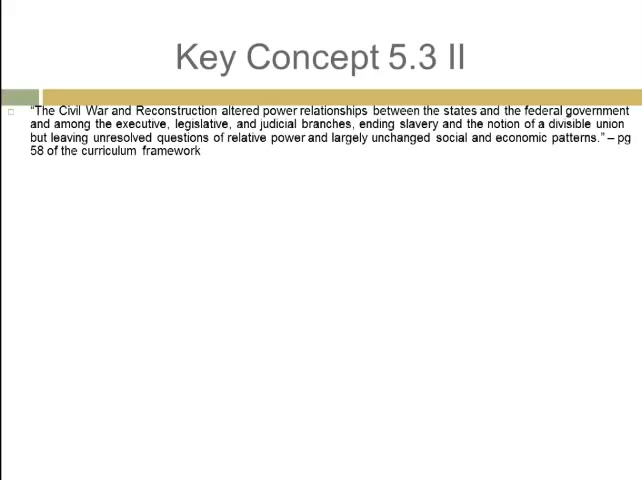 Key Concept 5.3 II
“The Civil War and Reconstruction altered power relationships between the states and the federal government
and among the executive, legislative, and judicial branches, ending slavery and the notion of a divisible union
but leaving unresolved questions of relative power and largely unchanged social and economic patterns.” – pg
58 of the curriculum framework